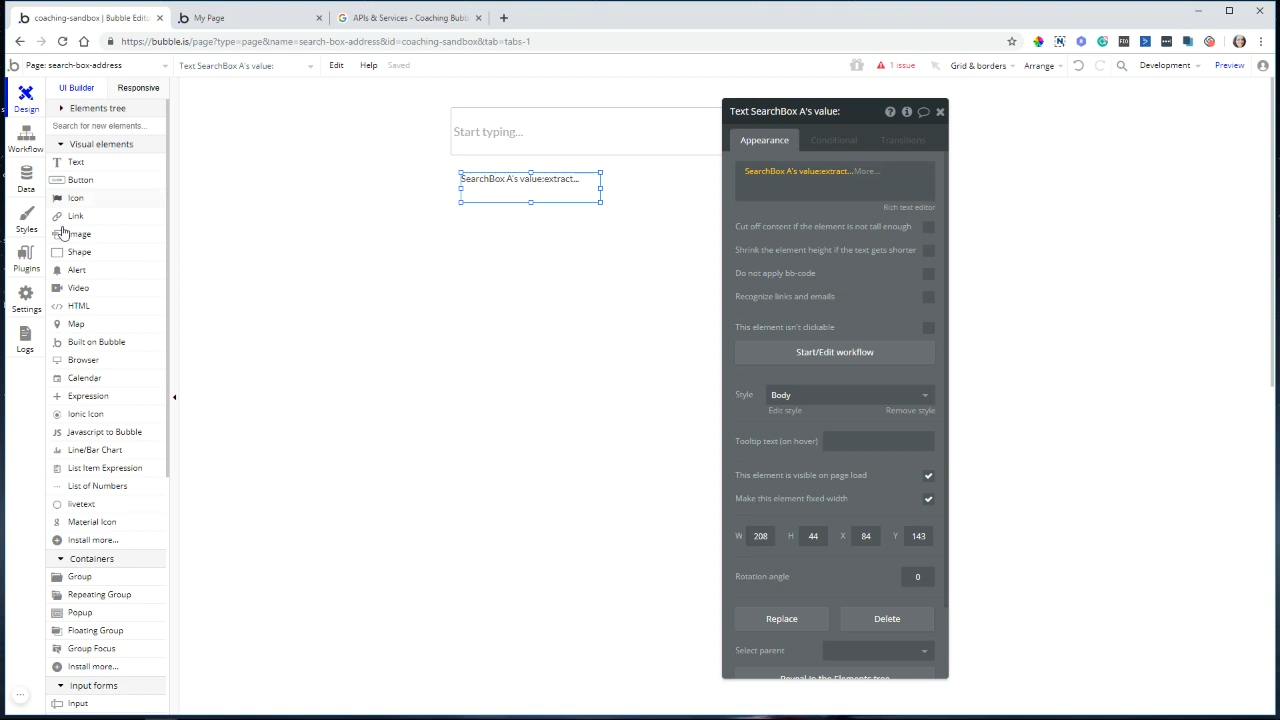 coaching-sandbox | Bubble Editor
My Page
APIs & Services - Coaching Bubb
https://bubble.is/page?type=page&name=search-box-address&id=coaching-sandbox&tab=tabs-1
Page: search-box-address
Text SearchBox A's value:
Edit
Help
Saved
1 issue
Grid & borders
Arrange
Development
Preview
Design
Workflow
Data
Styles
Plugins
Settings
Logs
UI Builder
Responsive
Elements tree
Search for new elements...
Visual elements
Text
Button
Icon
Link
Image
Shape
Alert
Video
HTML
Map
Built on Bubble
Browser
Calendar
Expression
Ionic Icon
Javascript to Bubble
Line/Bar Chart
List Item Expression
List of Numbers
livetext
Material Icon
Install more...
Containers
Group
Repeating Group
Popup
Floating Group
Group Focus
Install more...
Input forms
Input
Start typing...
SearchBox A's value:extract...
Text SearchBox A's value:
Appearance
Conditional
Transitions
SearchBox A's value:extract...More...
Rich text editor
Cut off content if the element is not tall enough
Shrink the element height if the text gets shorter
Do not apply bb-code
Recognize links and emails
This element isn't clickable
Start/Edit workflow
Style
Body
Edit style
Remove style
Tooltip text (on hover)
This element is visible on page load
Make this element fixed-width
W 208 H 44 X 84 Y 143
Rotation angle
0
Replace
Delete
Select parent
Reveal in the Elements tree